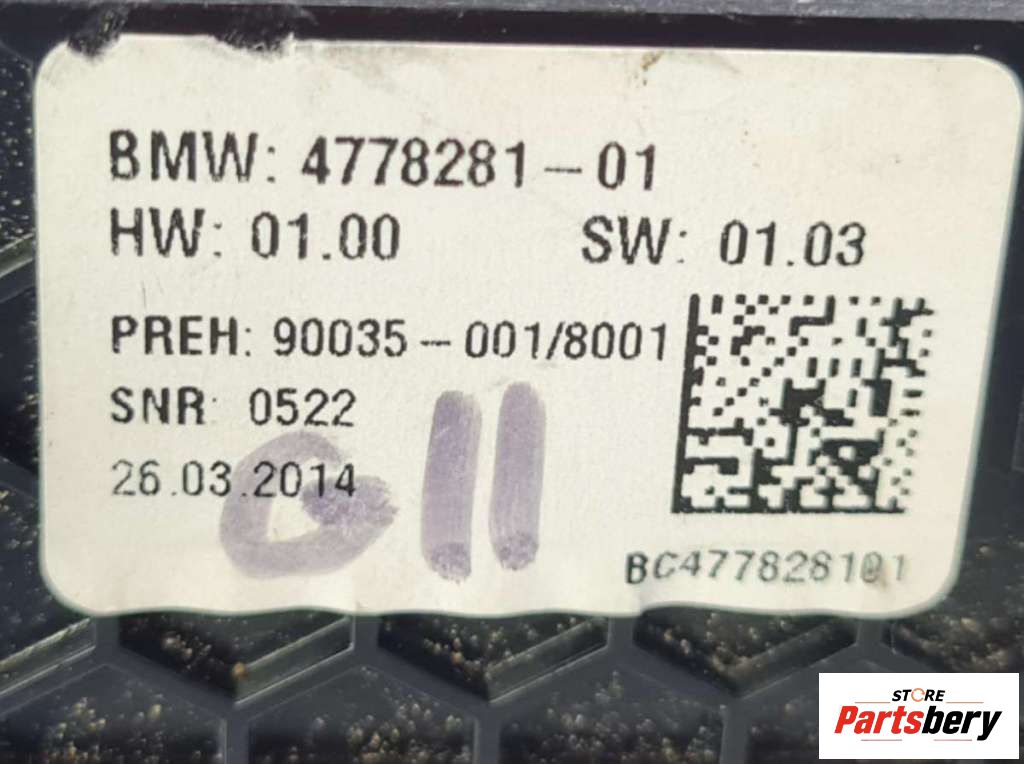 BMW: 4778281-01
HW: 01.00 SW: 01.03
PREH: 90035-001/8001
SNR: 0522
26.03.2014
011
BC477828101
STORE
Partsbery